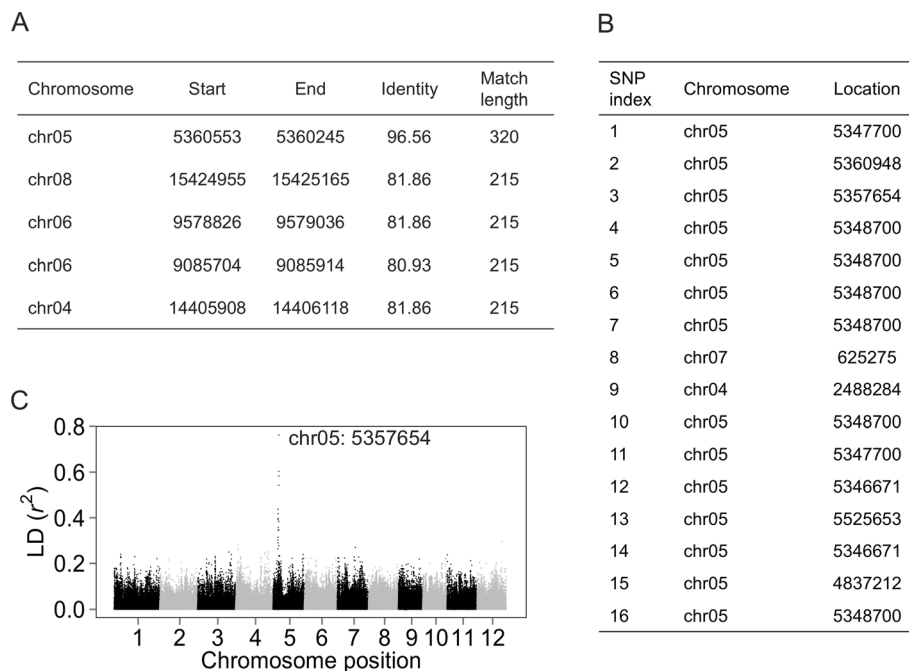 A
Chromosome Start End Identity Match length
chr05 5360553 5360245 96.56 320
chr08 15424955 15425165 81.86 215
chr06 9578826 9579036 81.86 215
chr06 9085704 9085914 80.93 215
chr04 14405908 14406118 81.86 215
B
SNP index Chromosome Location
1 chr05 5347700
2 chr05 5360948
3 chr05 5357654
4 chr05 5348700
5 chr05 5348700
6 chr05 5348700
7 chr05 5348700
8 chr07 625275
9 chr04 2488284
10 chr05 5348700
11 chr05 5347700
12 chr05 5346671
13 chr05 5525653
14 chr05 5346671
15 chr05 4837212
16 chr05 5348700
C
chr05: 5357654
LD (r²)
0.8
0.6
0.4
0.2
0.0
1 2 3 4 5 6 7 8 9 10 11 12
Chromosome position